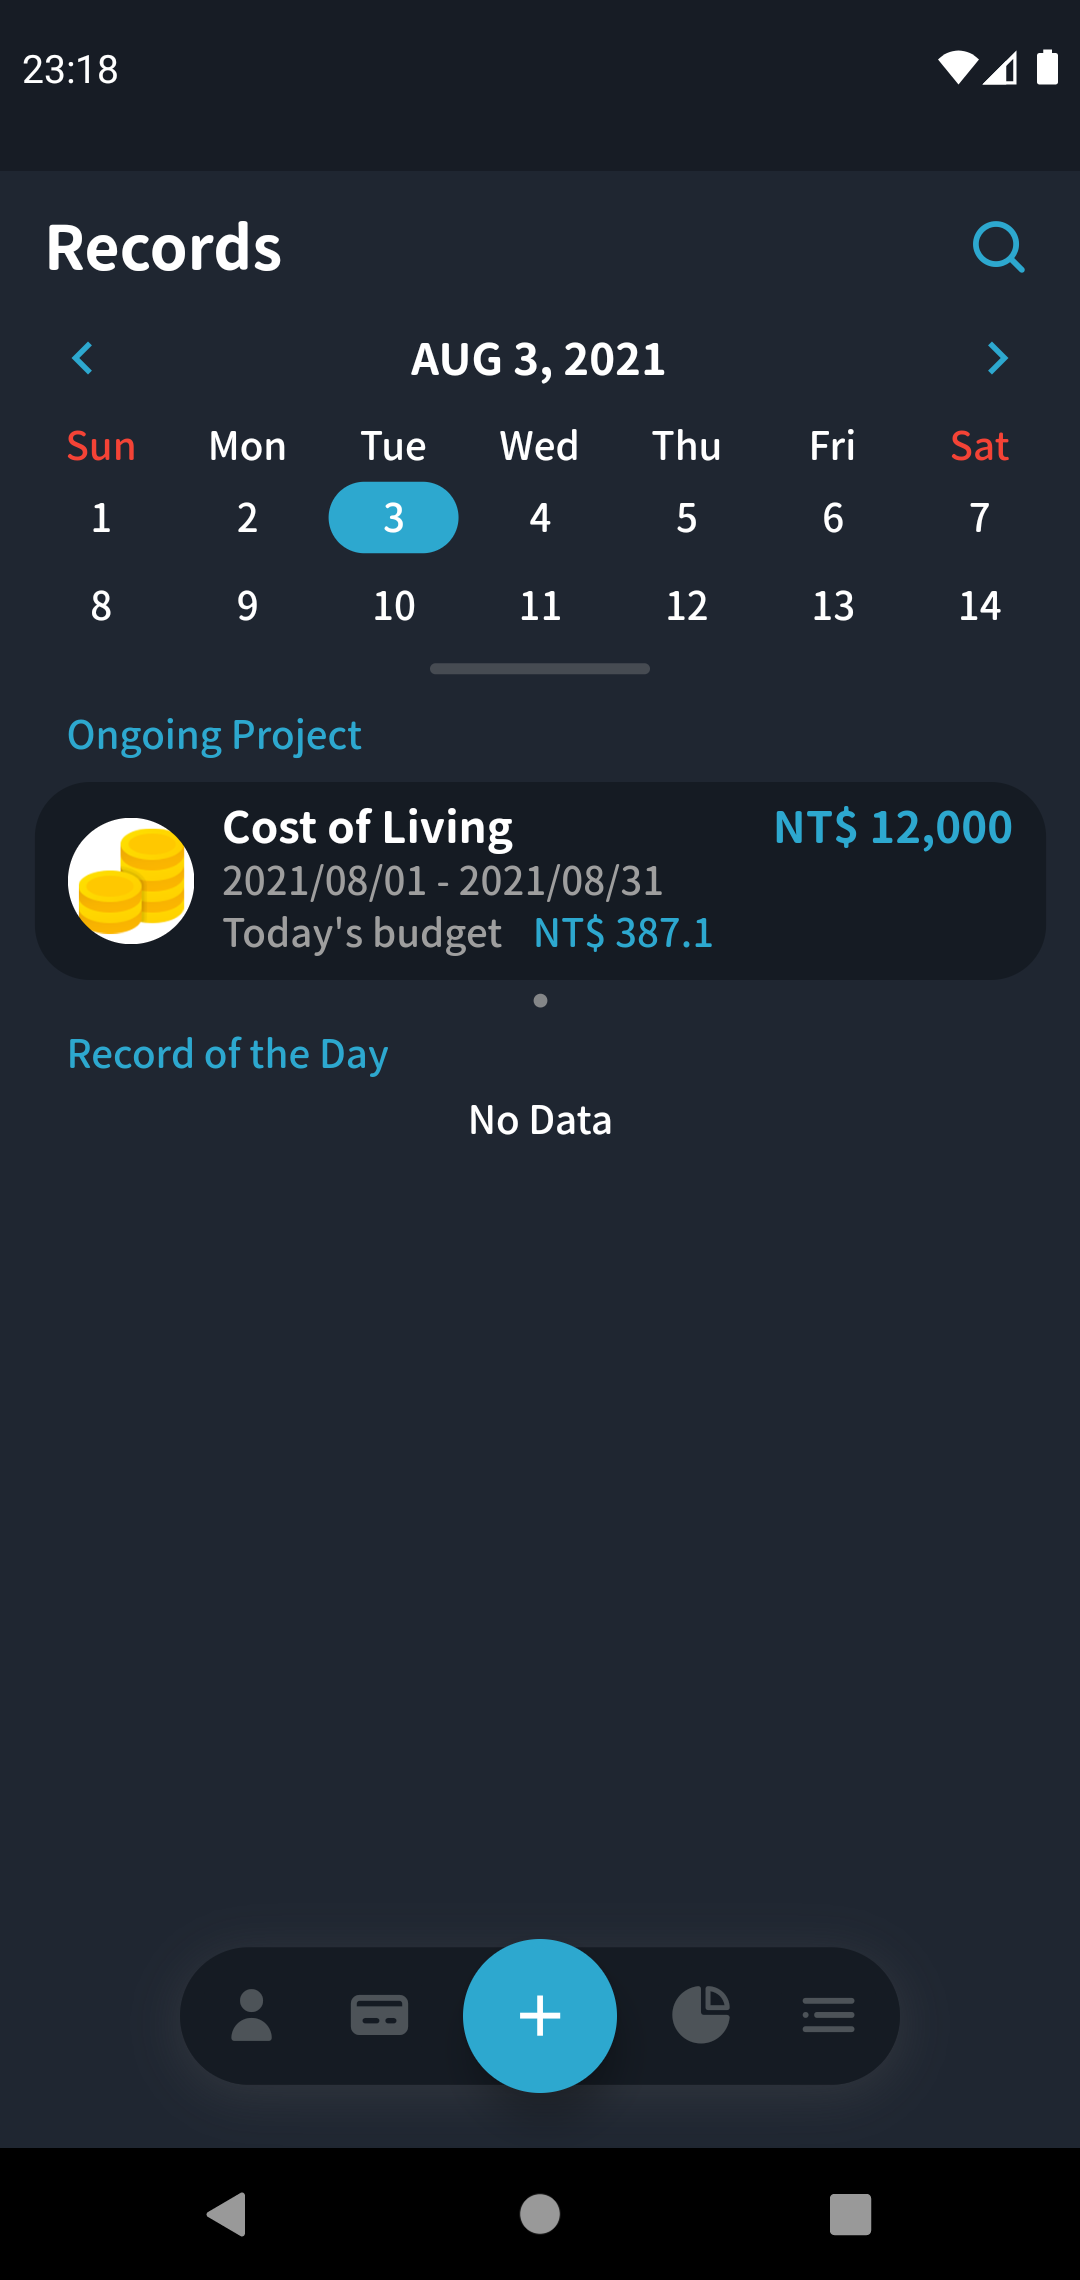 23:18
Records
AUG 3, 2021
Sun Mon Tue Wed Thu Fri Sat
1 2 3 4 5 6 7
8 9 10 11 12 13 14
Ongoing Project
Cost of Living NT$ 12,000
2021/08/01 - 2021/08/31
Today's budget NT$ 387.1
Record of the Day
No Data